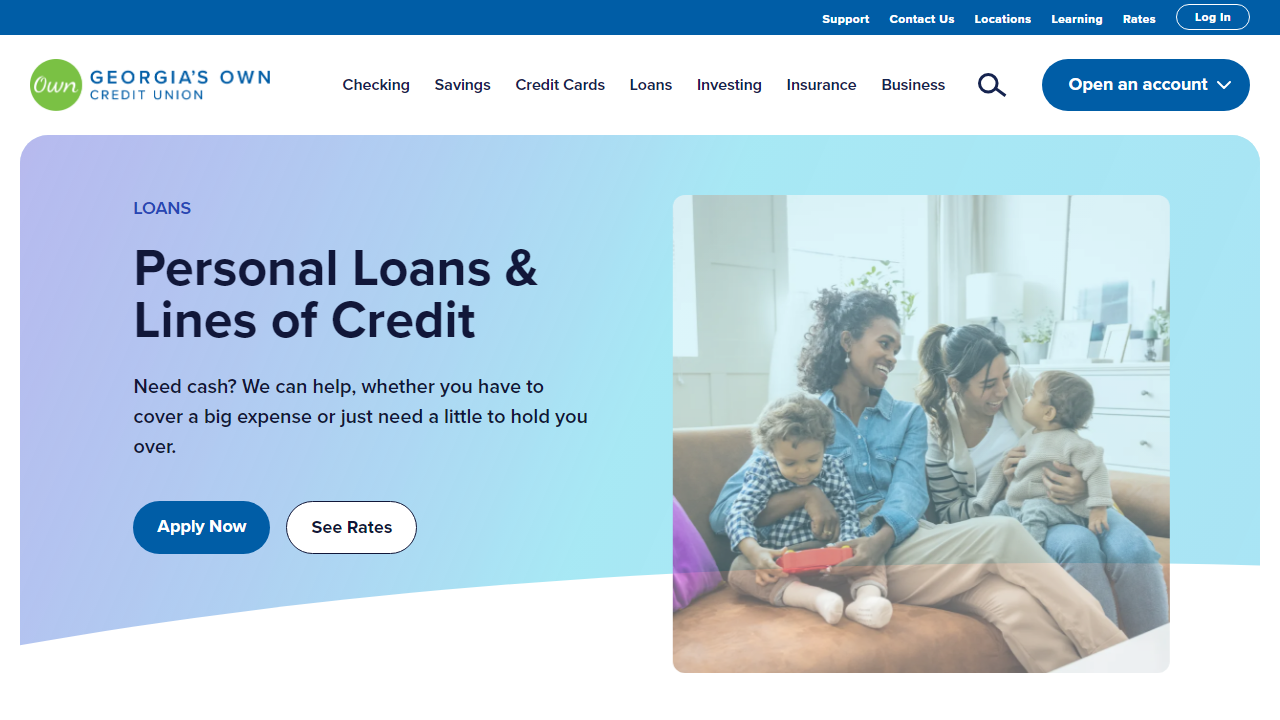 Support Contact Us Locations Learning Rates Log In
Own GEORGIA'S OWN
CREDIT UNION
Checking Savings Credit Cards Loans Investing Insurance Business Open an account
LOANS
Personal Loans &
Lines of Credit
Need cash? We can help, whether you have to
cover a big expense or just need a little to hold you
over.
Apply Now See Rates